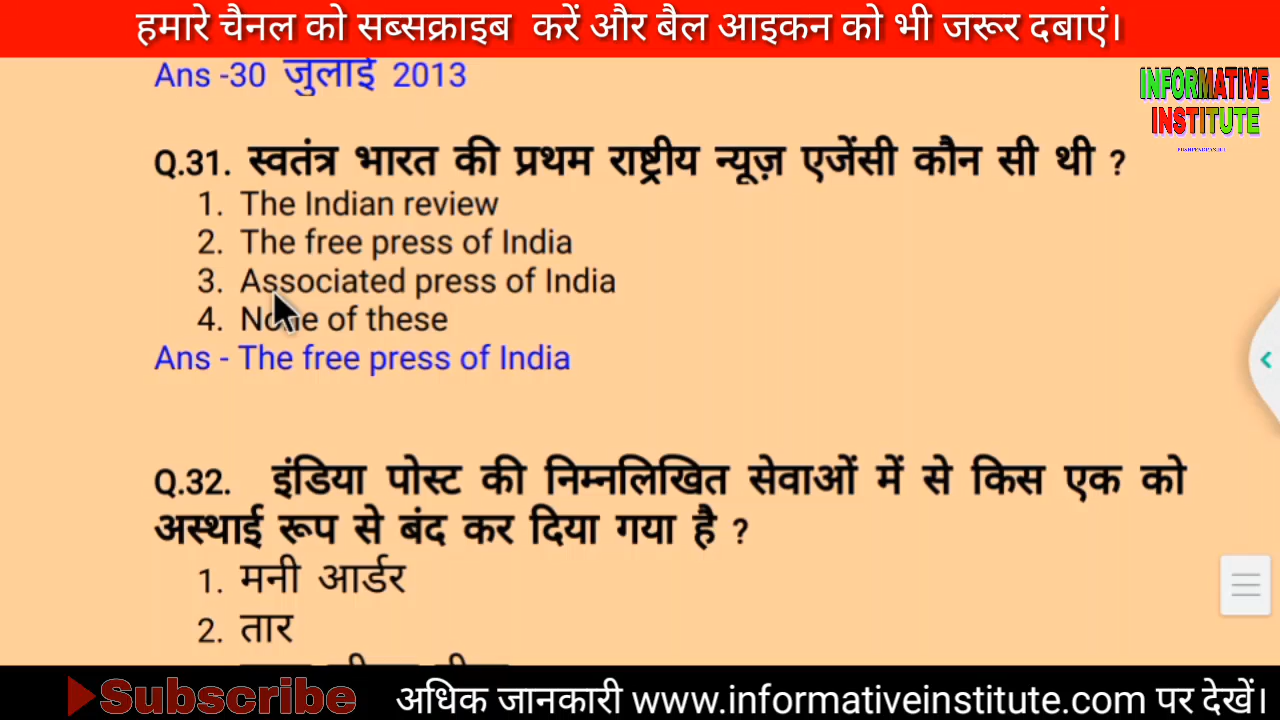 हमारे चैनल को सब्सक्राइब करें और बैल आइकन को भी जरूर दबाएं।
Ans -30 जुलाई 2013
INFORMATIVE
INSTITUTE
Q.31. स्वतंत्र भारत की प्रथम राष्ट्रीय न्यूज़ एजेंसी कौन सी थी ?
1. The Indian review
2. The free press of India
3. Associated press of India
4. None of these
Ans - The free press of India
Q.32. इंडिया पोस्ट की निम्नलिखित सेवाओं में से किस एक को
अस्थाई रूप से बंद कर दिया गया है ?
1. मनी आर्डर
2. तार
Subscribe
अधिक जानकारी www.informativeinstitute.com पर देखें।